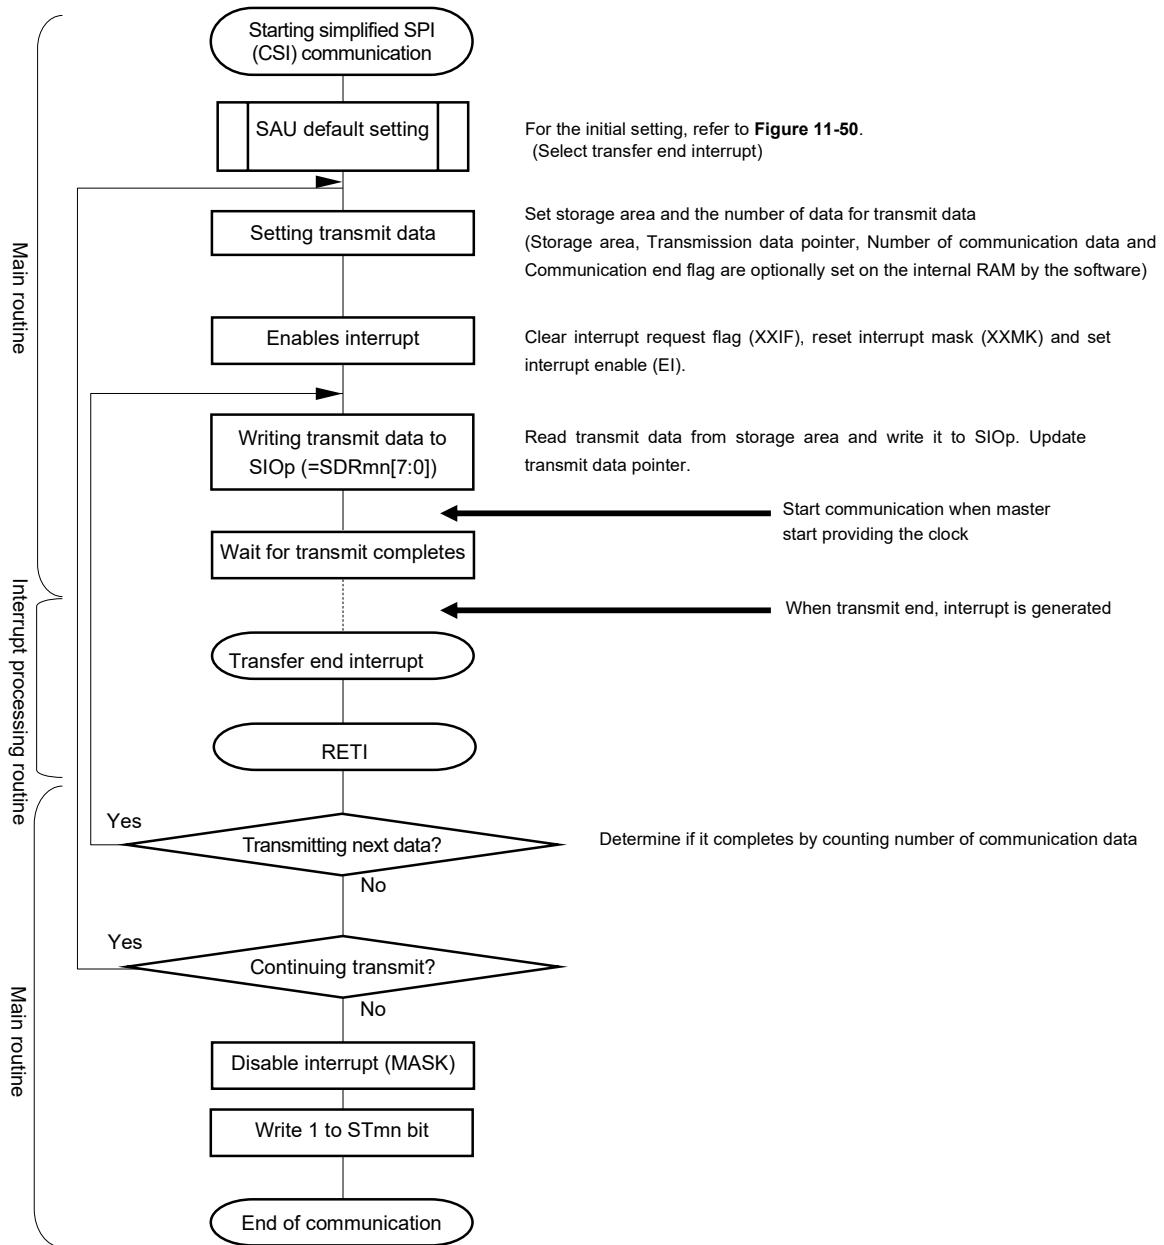 Starting simplified SPI
(CSI) communication
SAU default setting
For the initial setting, refer to Figure 11-50.
(Select transfer end interrupt)
Main routine
Setting transmit data
Set storage area and the number of data for transmit data
(Storage area, Transmission data pointer, Number of communication data and
Communication end flag are optionally set on the internal RAM by the software)
Enables interrupt
Clear interrupt request flag (XXIF), reset interrupt mask (XXMK) and set
interrupt enable (EI).
Writing transmit data to
SIOp (=SDRmn[7:0])
Read transmit data from storage area and write it to SIOp. Update
transmit data pointer.
Start communication when master
start providing the clock
Wait for transmit completes
Interrupt processing routine
When transmit end, interrupt is generated
Transfer end interrupt
RETI
Main routine
Yes
Transmitting next data?
Determine if it completes by counting number of communication data
No
Yes
Continuing transmit?
No
Disable interrupt (MASK)
Write 1 to STmn bit
End of communication